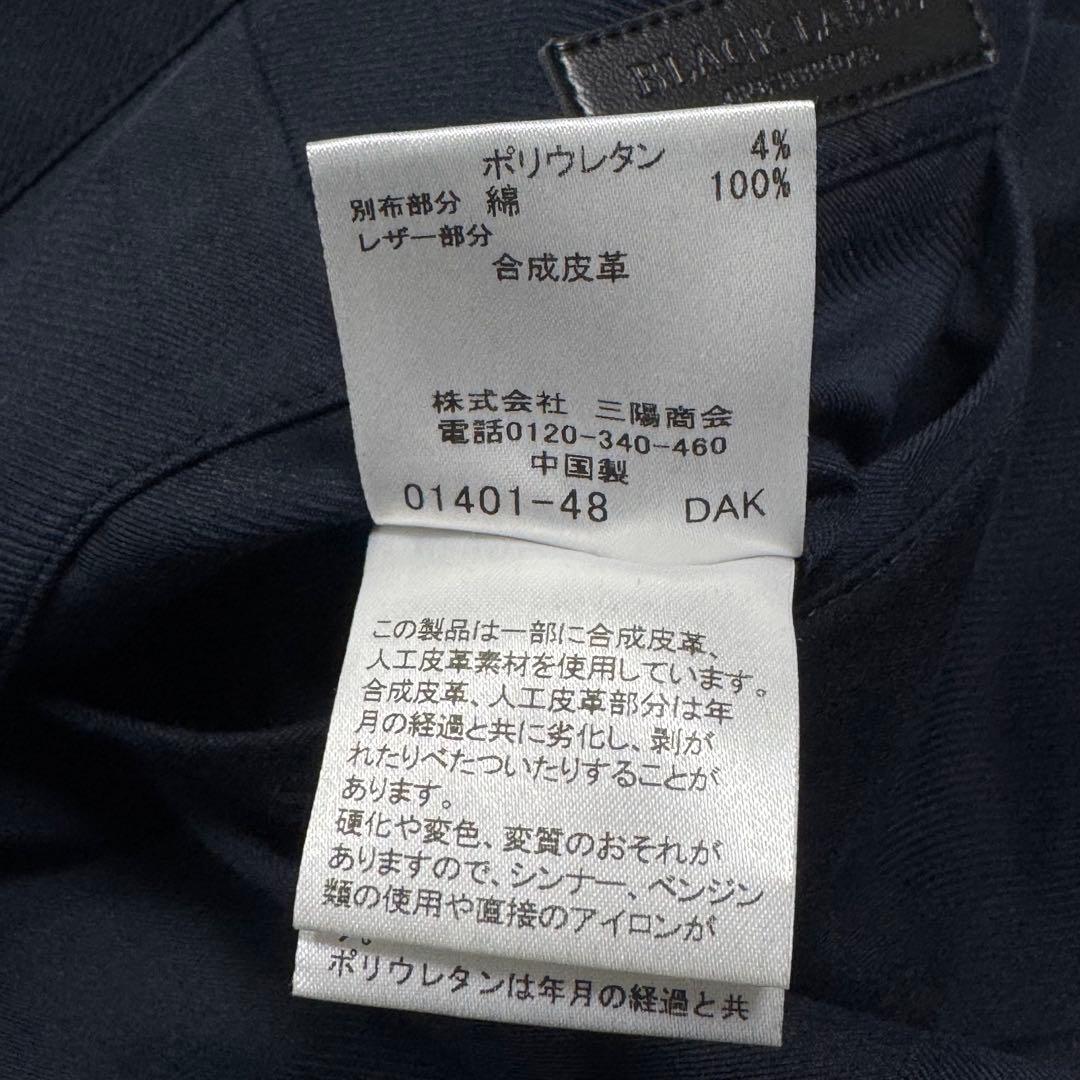 BLACK LABEL
ポリウレタン 4%
別布部分 綿 100%
レザー部分
合成皮革
株式会社 三陽商会
電話0120-340-460
中国製
01401-48 DAK
この製品は一部に合成皮革、
人工皮革素材を使用しています。
合成皮革、人工皮革部分は年
月の経過と共に劣化し、剥が
れたりべたついたりすることが
あります。
硬化や変色、変質のおそれが
ありますので、シンナー、ベンジン
類の使用や直接のアイロンが
す。
ポリウレタンは年月の経過と共